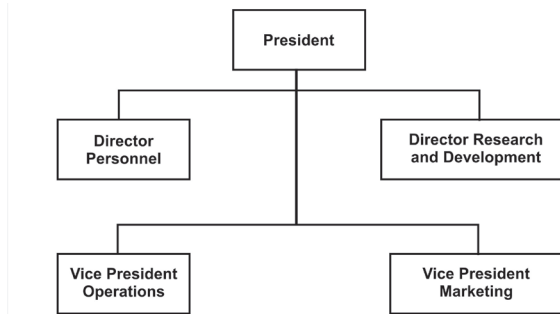 President
Director
Personnel
Director Research
and Development
Vice President
Operations
Vice President
Marketing